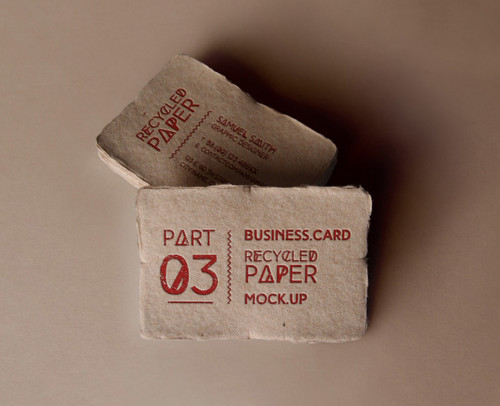 RECYCLED
PAPER
SAMUEL SMITH
GRAPHIC DESIGNER
PART
03
BUSINESS.CARD
RECYCLED
PAPER
MOCK.UP